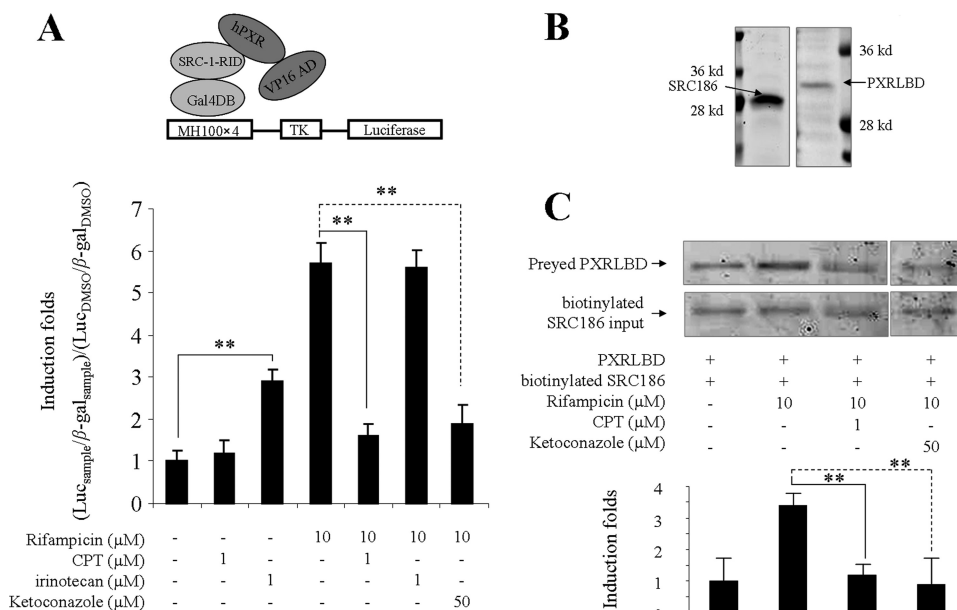 A
hPXR
SRC-1-RID
VP16 AD
Gal4DB
MH100×4
TK
Luciferase
Induction folds
(Luc_sample/β-gal_sample)/(Luc_DMSO/β-gal_DMSO)
7
6
5
4
3
2
1
0
**
**
**
Rifampicin (μM) - - - 10 10 10 10
CPT (μM) - 1 - - 1 - -
irinotecan (μM) - - 1 - - 1 -
Ketoconazole (μM) - - - - - - 50
B
36 kd
SRC186
28 kd
36 kd
PXRLBD
28 kd
C
Preyed PXRLBD
biotinylated
SRC186 input
PXRLBD + + + +
biotinylated SRC186 + + + +
Rifampicin (μM) - 10 10 10
CPT (μM) - - 1 -
Ketoconazole (μM) - - - 50
Induction folds
4
3
2
1
**
**